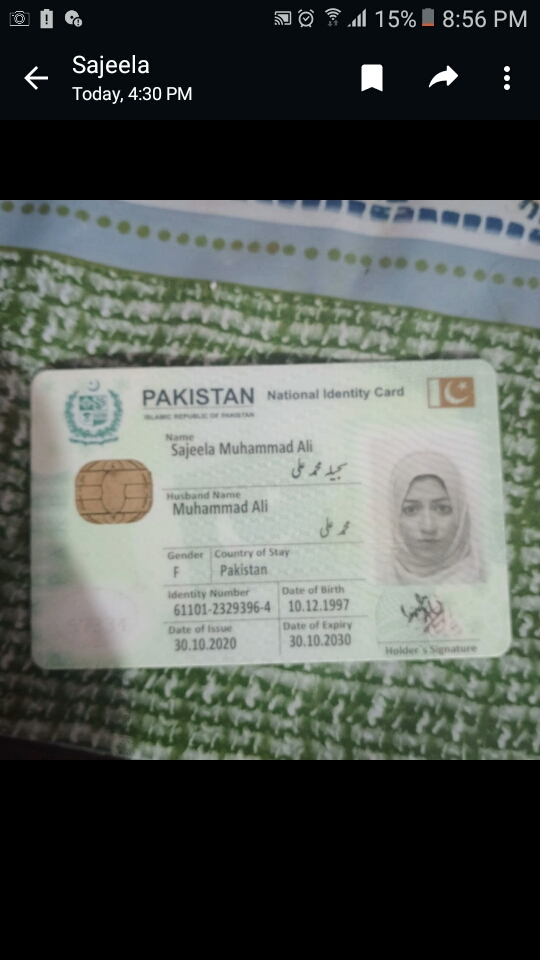 15% 8:56 PM
Sajeela
Today, 4:30 PM
PAKISTAN National Identity Card
ISLAMIC REPUBLIC OF PAKISTAN
Name
Sajeela Muhammad Ali
سجیلہ محمد علی
Husband Name
Muhammad Ali
محمد علی
Gender Country of Stay
F Pakistan
Identity Number Date of Birth
61101-2329396-4 10.12.1997
Date of Issue Date of Expiry
30.10.2020 30.10.2030
Holder's Signature